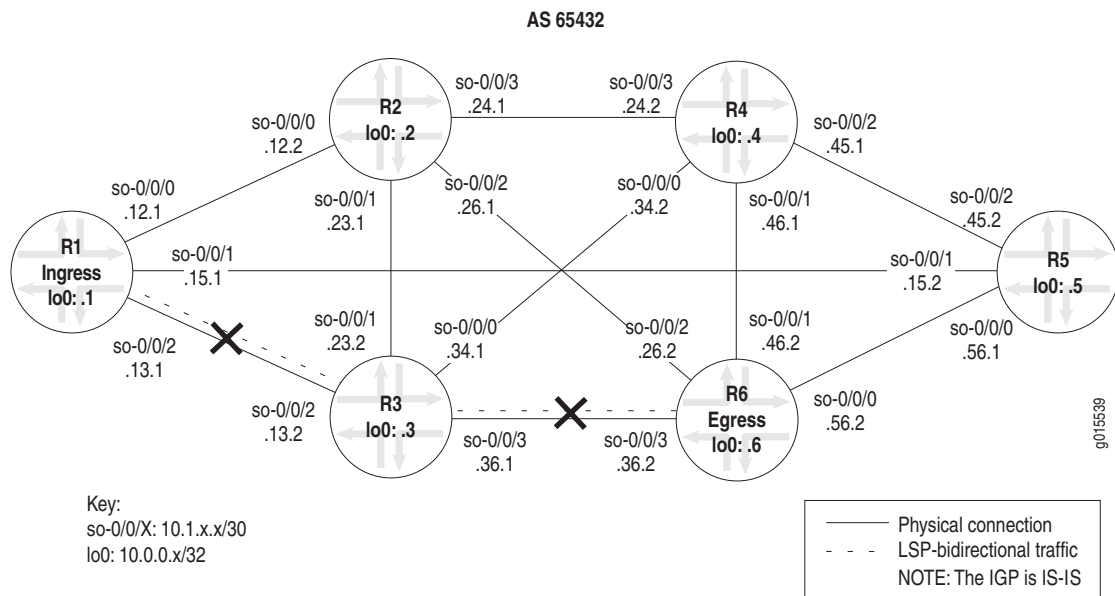 AS 65432
R2
lo0: .2
R4
lo0: .4
R1
Ingress
lo0: .1
R5
lo0: .5
R3
lo0: .3
R6
Egress
lo0: .6
so-0/0/3
.24.1
so-0/0/3
.24.2
so-0/0/0
.12.2
so-0/0/2
.45.1
so-0/0/0
.12.1
so-0/0/1
.23.1
so-0/0/2
.26.1
so-0/0/0
.34.2
so-0/0/1
.46.1
so-0/0/2
.45.2
so-0/0/1
.15.1
so-0/0/1
.15.2
so-0/0/2
.13.1
so-0/0/1
.23.2
so-0/0/0
.34.1
so-0/0/2
.26.2
so-0/0/1
.46.2
so-0/0/0
.56.1
so-0/0/2
.13.2
so-0/0/3
.36.1
so-0/0/3
.36.2
so-0/0/0
.56.2
g015539
Key:
so-0/0/X: 10.1.x.x/30
lo0: 10.0.0.x/32
Physical connection
LSP-bidirectional traffic
NOTE: The IGP is IS-IS